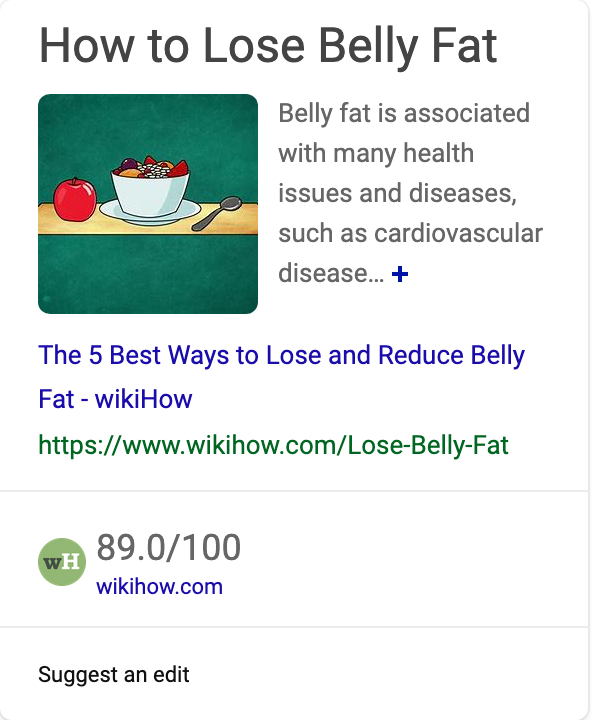 How to Lose Belly Fat
Belly fat is associated
with many health
issues and diseases,
such as cardiovascular
disease... +
The 5 Best Ways to Lose and Reduce Belly
Fat - wikiHow
https://www.wikihow.com/Lose-Belly-Fat
wH
89.0/100
wikihow.com
Suggest an edit